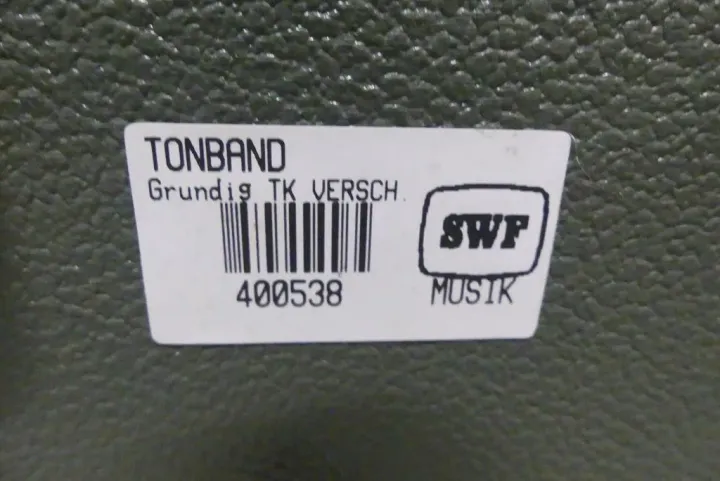 TONBAND
Grundig TK VERSCH.
400538
SWF
MUSIK